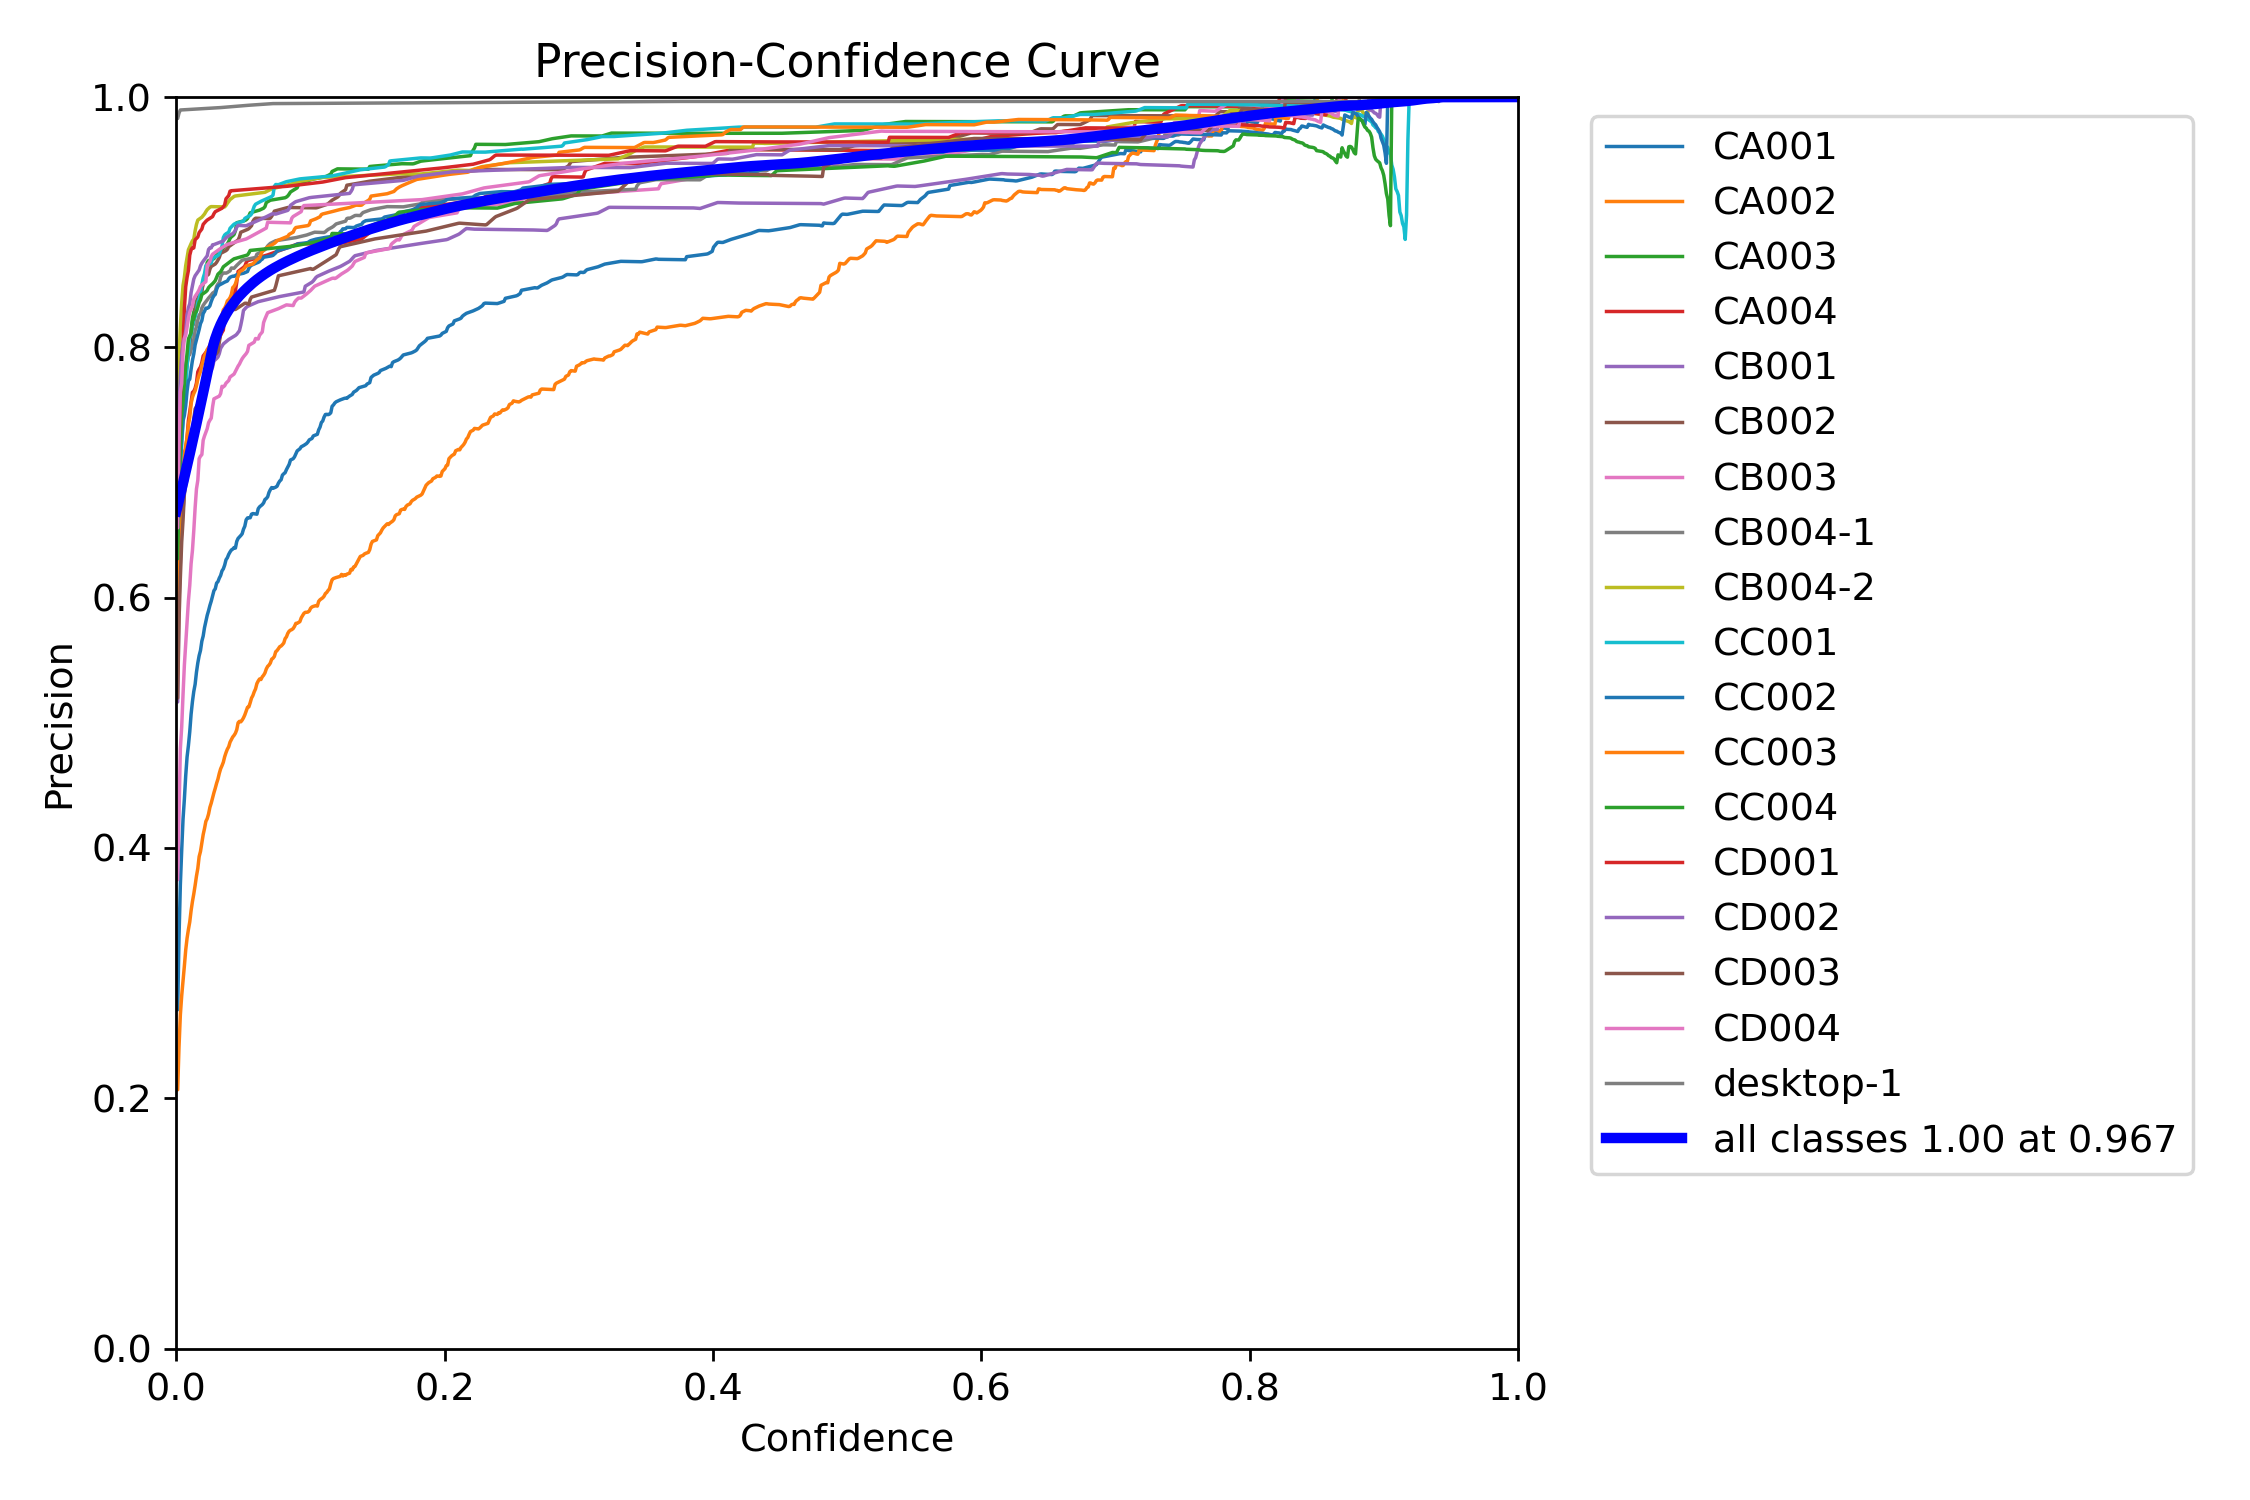 Precision-Confidence Curve
1.0
0.8
0.6
0.4
0.2
0.0
Precision
0.0 0.2 0.4 0.6 0.8 1.0
Confidence
CA001
CA002
CA003
CA004
CB001
CB002
CB003
CB004-1
CB004-2
CC001
CC002
CC003
CC004
CD001
CD002
CD003
CD004
desktop-1
all classes 1.00 at 0.967